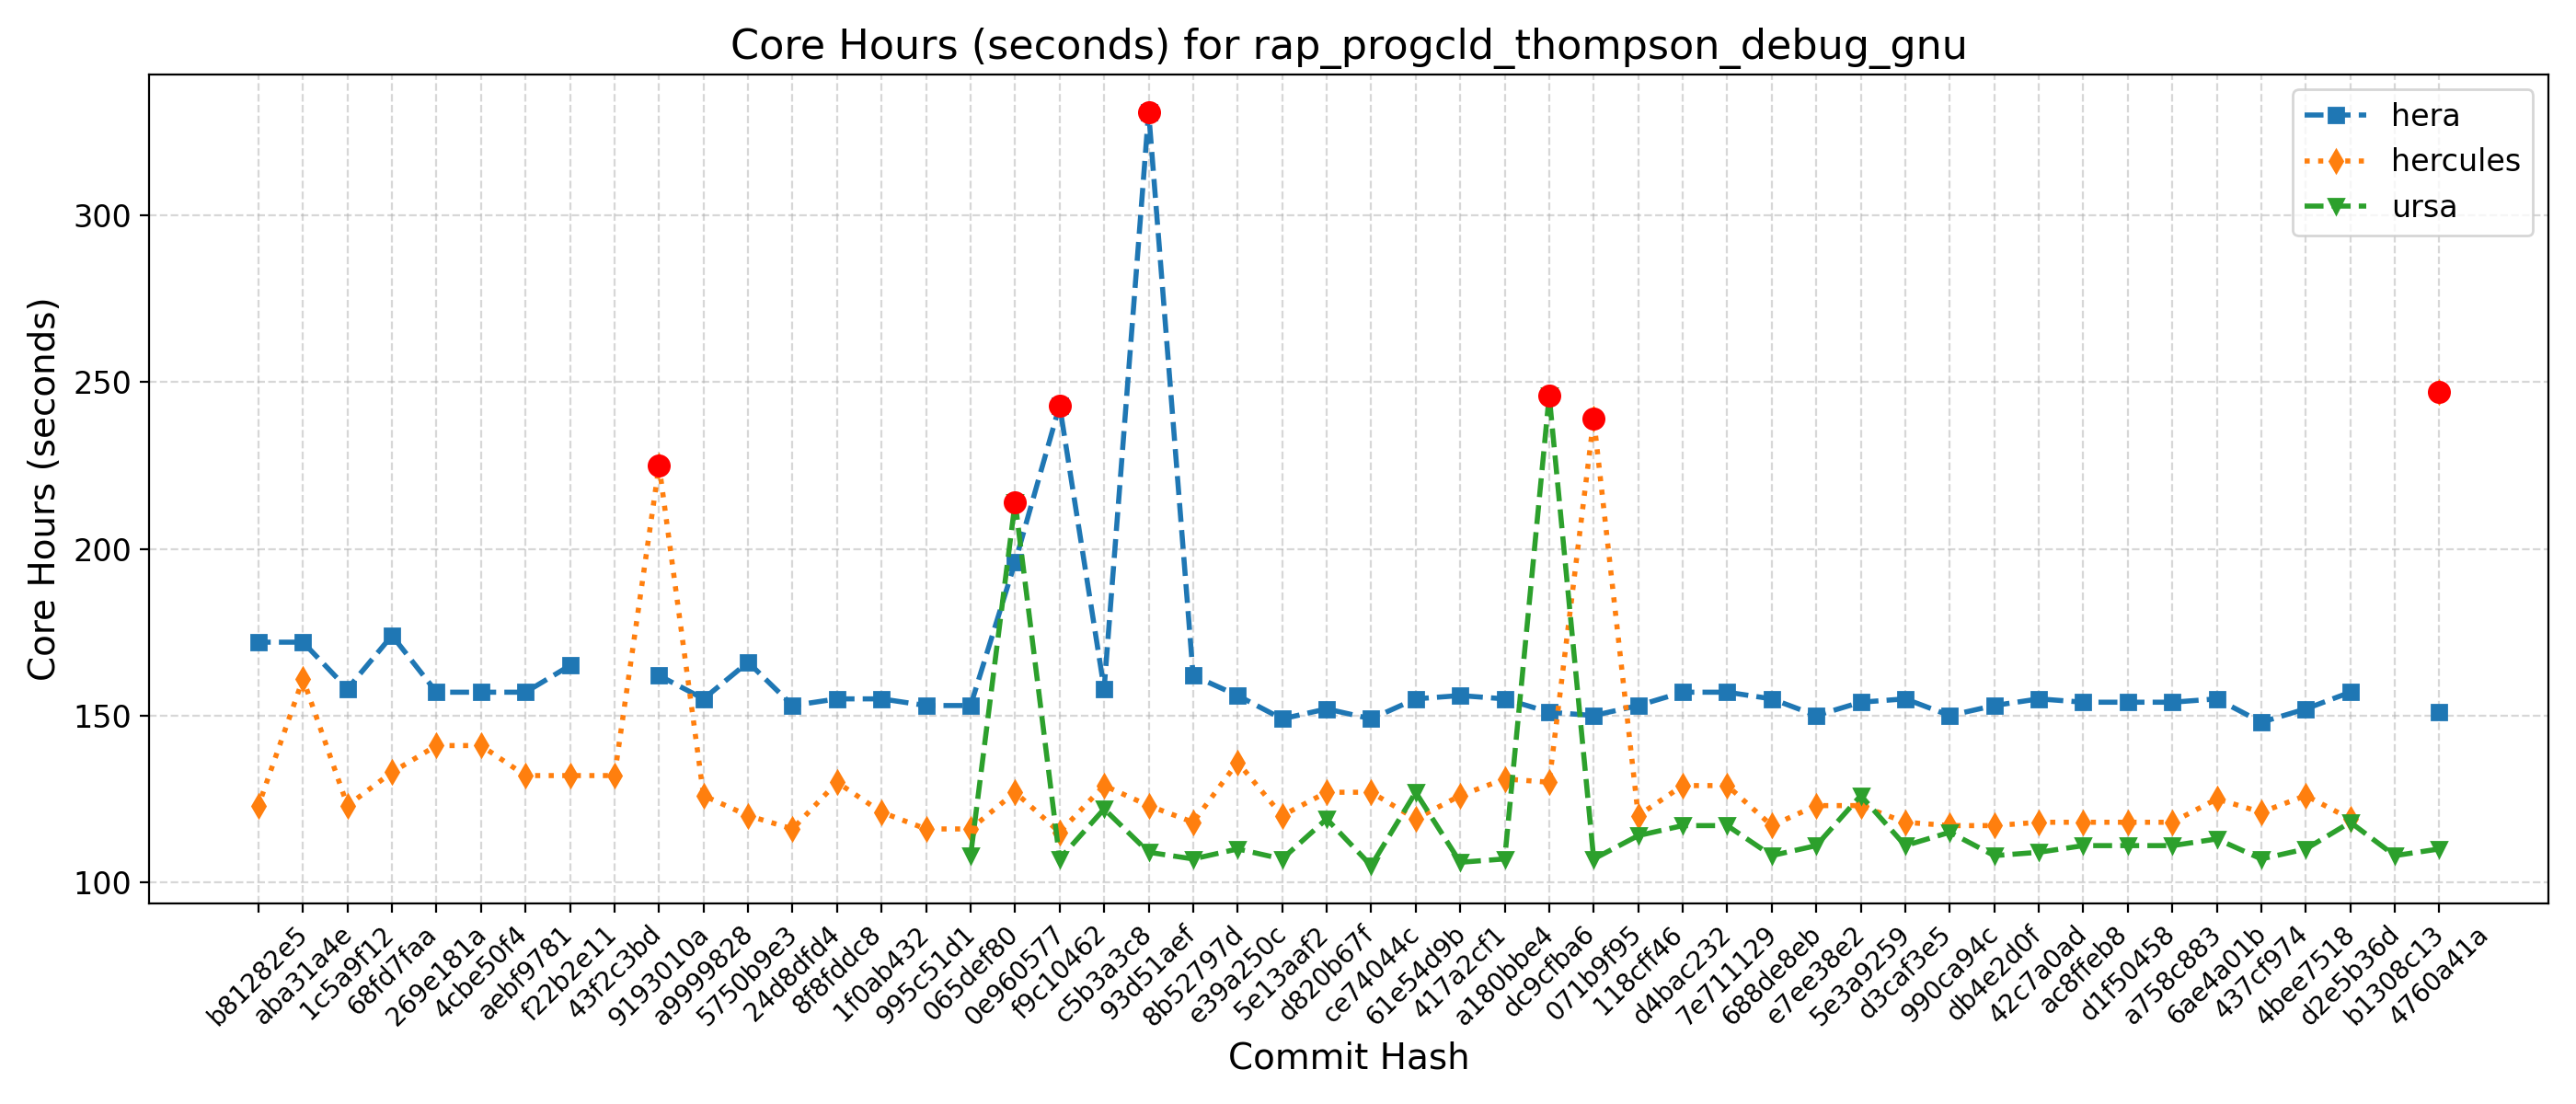 Core Hours (seconds) for rap_progcld_thompson_debug_gnu
hera
hercules
ursa
Core Hours (seconds)
300
250
200
150
100
b81282e5
aba31a4e
1c5a9f12
68fd7faa
269e181a
4cbe50f4
aebf9781
f22b2e11
43f2c3bd
9193010a
a9999828
5750b9e3
24d8dfd4
8f8fddc8
1f0ab432
995c51d1
065def80
0e960577
f9c10462
c5b3a3c8
93d51aef
8b52797d
e39a250c
5e13aaf2
d820b67f
ce74044c
61e54d9b
417a2cf1
a180bbe4
dc9cfba6
071b9f95
118cff46
d4bac232
7e711129
688de8eb
e7ee38e2
5e3a9259
d3caf3e5
990ca94c
db4e2d0f
42c7a0ad
ac8ffeb8
d1f50458
a758c883
6ae4a01b
437cf974
4bee7518
d2e5b36d
b1308c13
4760a41a
Commit Hash